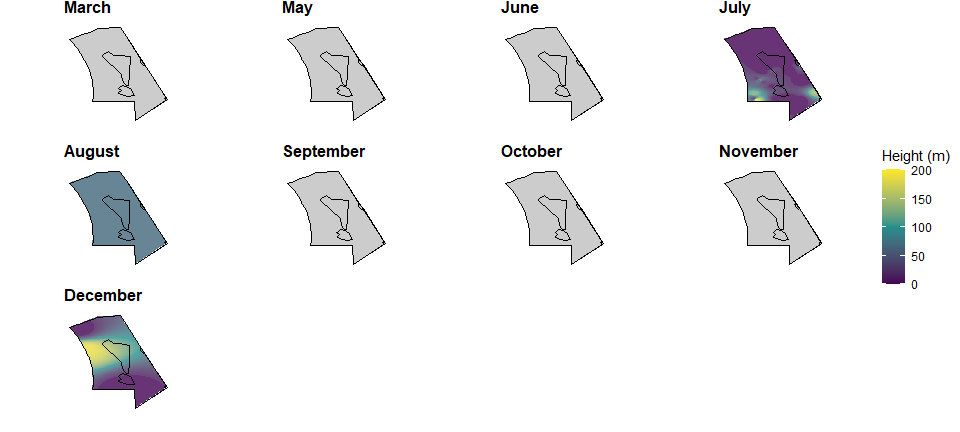 March
May
June
July
August
September
October
November
Height (m)
200
150
100
50
0
December